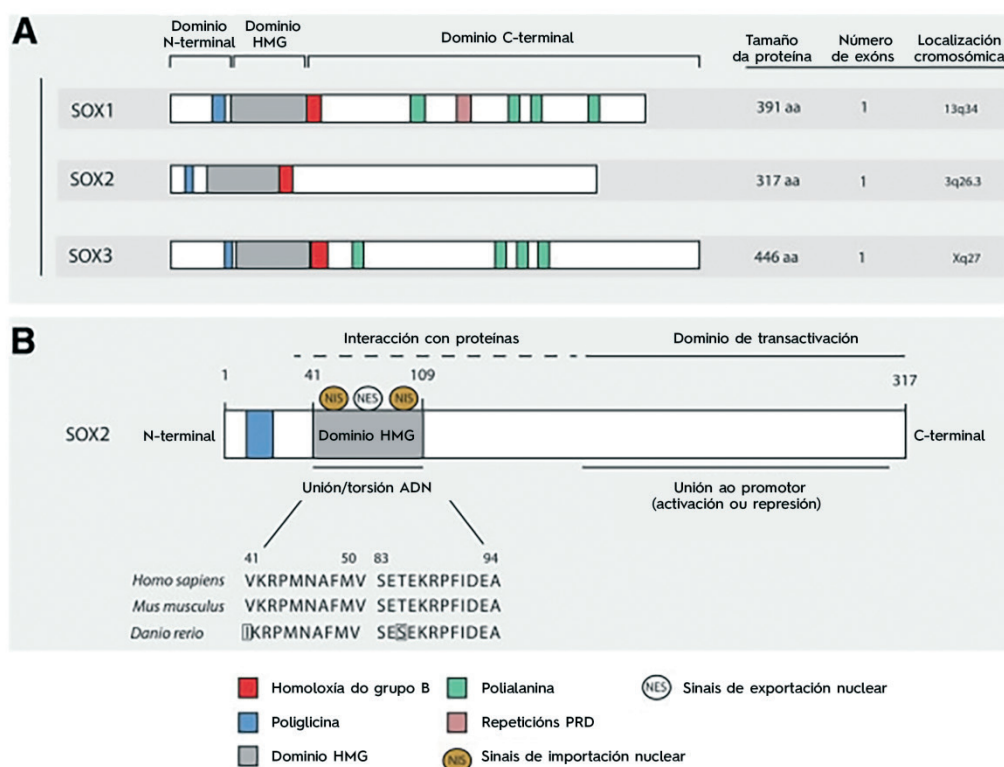 A
Dominio
N-terminal
Dominio
HMG
Dominio C-terminal
Tamaño
da proteína
Número
de exóns
Localización
cromosómica
SOX1
391 aa
1
13q34
SOX2
317 aa
1
3q26.3
SOX3
446 aa
1
Xq27
B
Interacción con proteínas
Dominio de transactivación
1
41
109
317
NIS
NES
NIS
SOX2
N-terminal
Dominio HMG
C-terminal
Unión/torsión ADN
Unión ao promotor
(activación ou represión)
41
50
83
94
Homo sapiens VKRPMNAFMV SETEKRPFIDEA
Mus musculus VKRPMNAFMV SETEKRPFIDEA
Danio rerio IKRPMNAFMV SESEKRPFIDEA
Homoloxía do grupo B
Polialanina
NES Sinais de exportación nuclear
Poliglicina
Repeticións PRD
Dominio HMG
NIS Sinais de importación nuclear